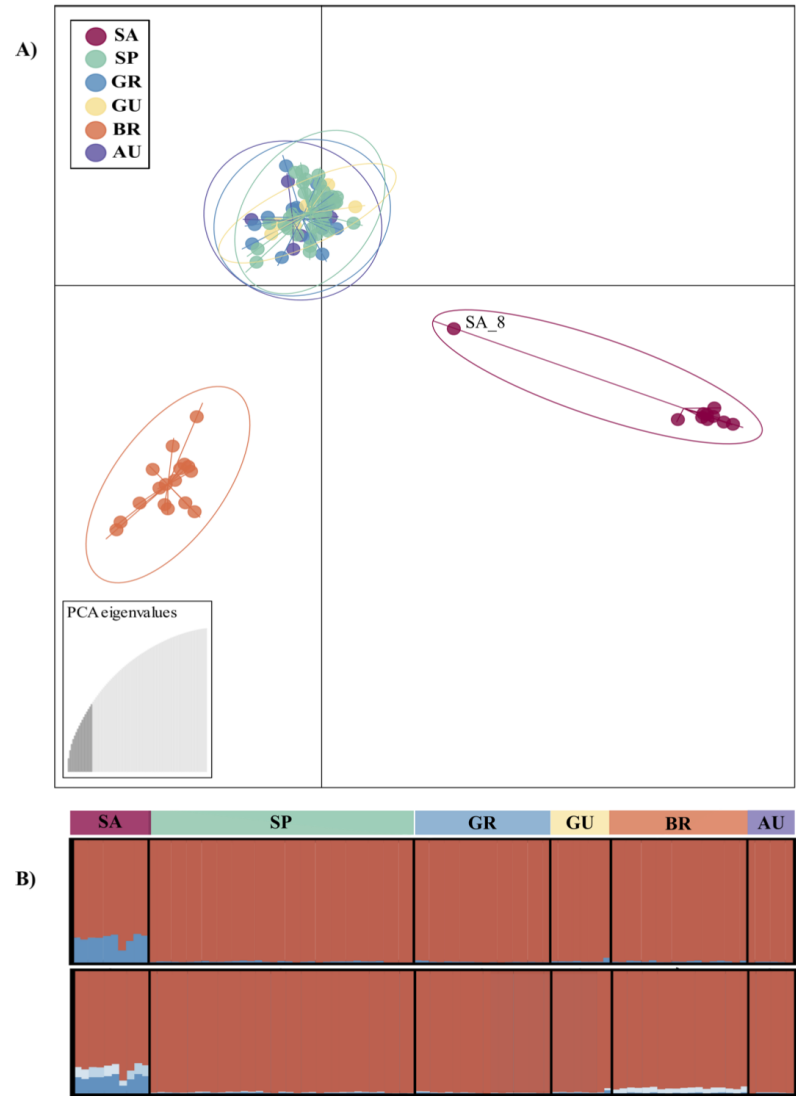 A)
SA
SP
GR
GU
BR
AU
SA_8
PCA eigenvalues
SA SP GR GU BR AU
B)